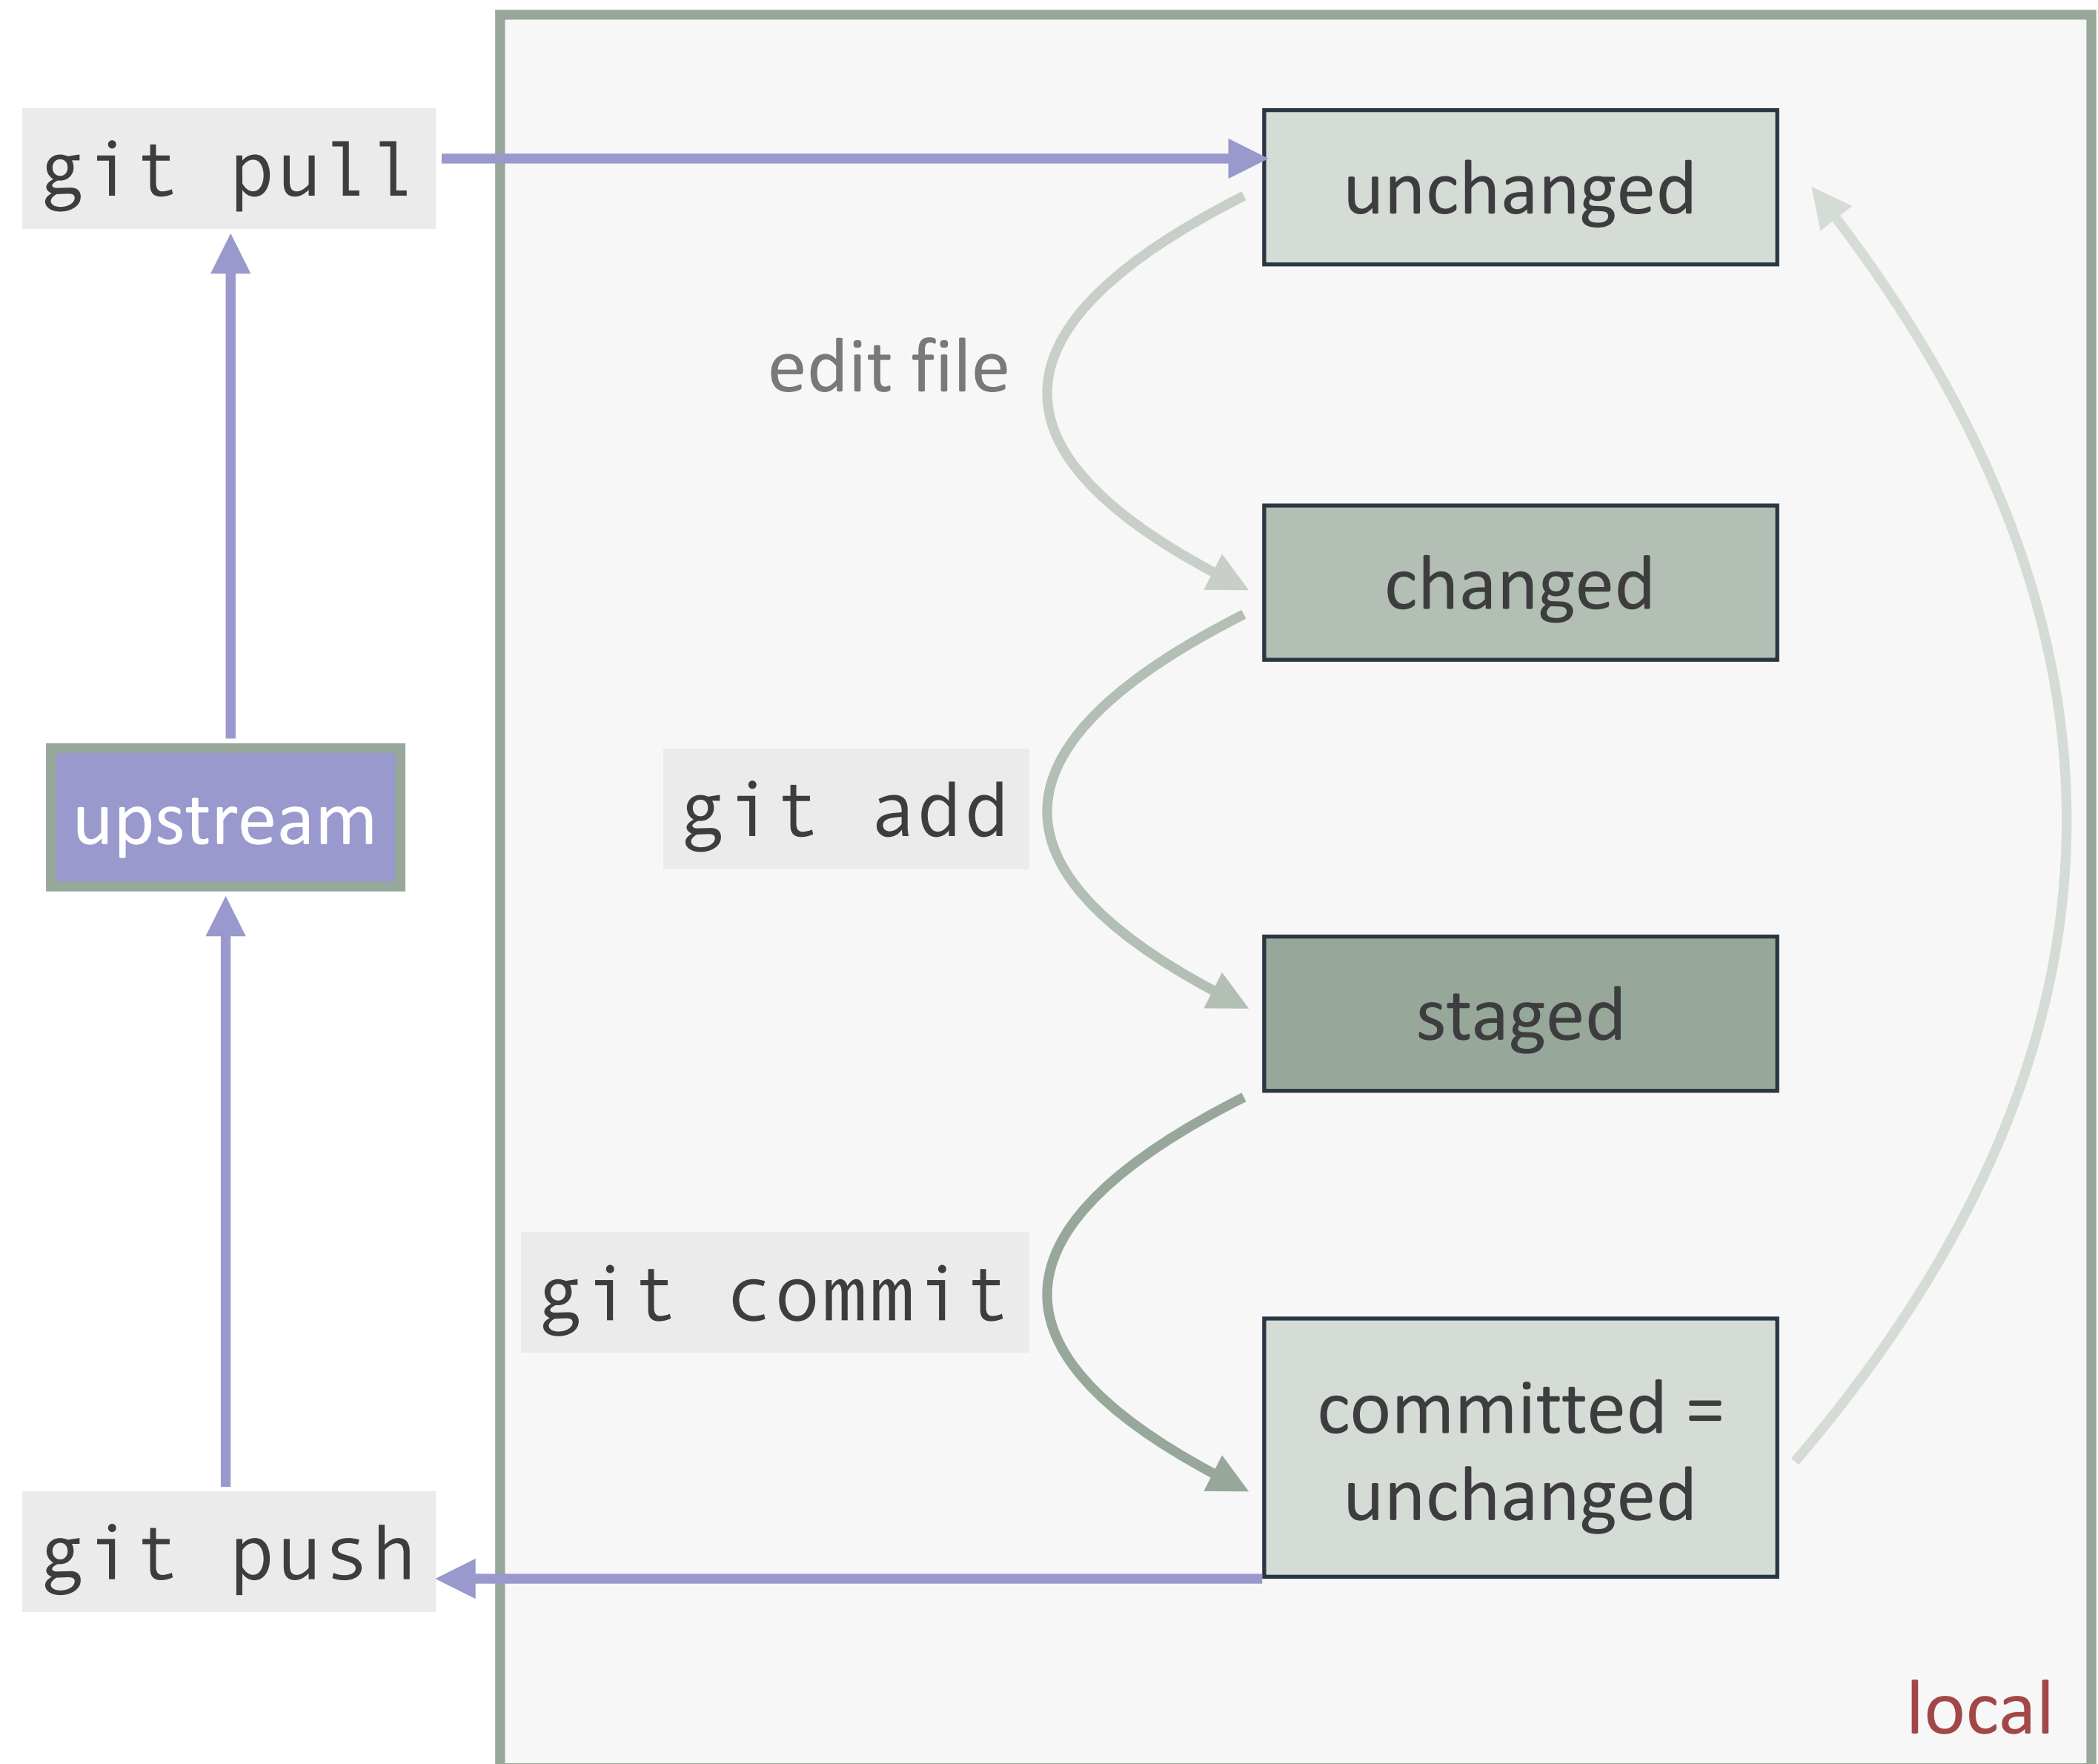 git pull
unchanged
edit file
changed
upstream
git add
staged
git commit
committed =
unchanged
git push
local